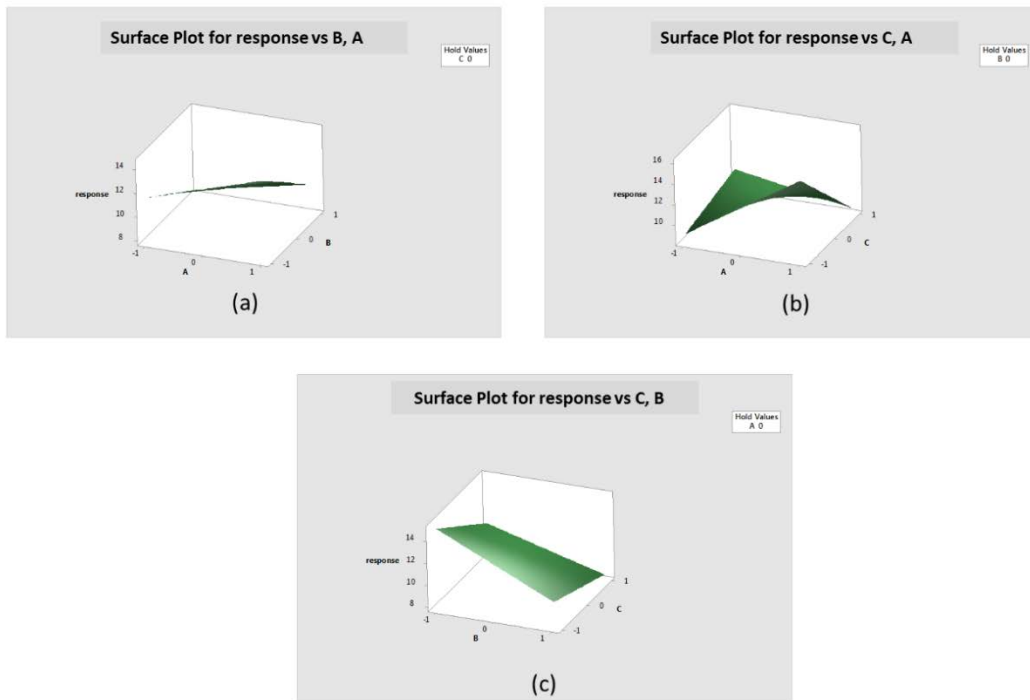 Surface Plot for response vs B, A
Hold Values
C 0
14
12
10
8
response
-1
0
1
A
-1
0
1
B
(a)
Surface Plot for response vs C, A
Hold Values
B 0
16
14
12
10
response
-1
0
1
A
-1
0
1
C
(b)
Surface Plot for response vs C, B
Hold Values
A 0
14
12
10
8
response
-1
0
1
B
-1
0
1
C
(c)